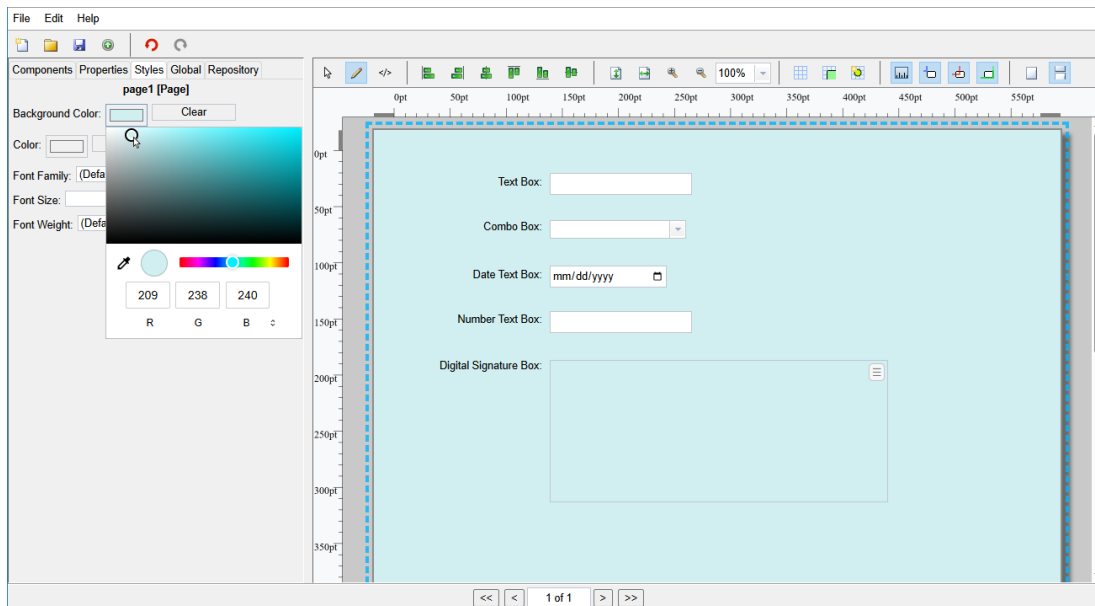 File Edit Help
Components Properties Styles Global Repository
page1 [Page]
Background Color: Clear
Color:
Font Family: (Defa
Font Size:
Font Weight: (Defa
209 238 240
R G B
</> 100%
0pt 50pt 100pt 150pt 200pt 250pt 300pt 350pt 400pt 450pt 500pt 550pt
0pt
50pt
100pt
150pt
200pt
250pt
300pt
350pt
Text Box:
Combo Box:
Date Text Box: mm/dd/yyyy
Number Text Box:
Digital Signature Box:
<< < 1 of 1 > >>